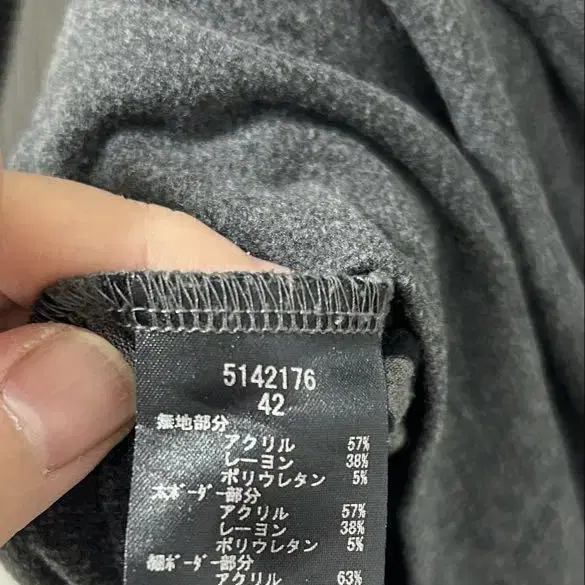 5142176
42
無地部分
アクリル 57%
レーヨン 38%
ポリウレタン 5%
太ボーダー部分
アクリル 57%
レーヨン 38%
ポリウレタン 5%
細ボーダー部分
アクリル 63%